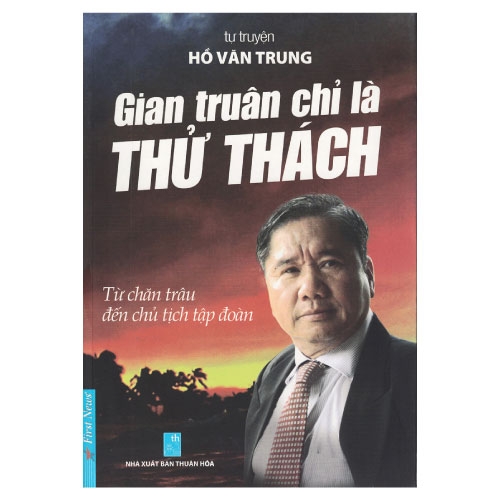 tự truyện
HỒ VĂN TRUNG
Gian truân chỉ là
THỬ THÁCH
Từ chăn trâu
đến chủ tịch tập đoàn
First News
th
NHÀ XUẤT BẢN THUẬN HÓA